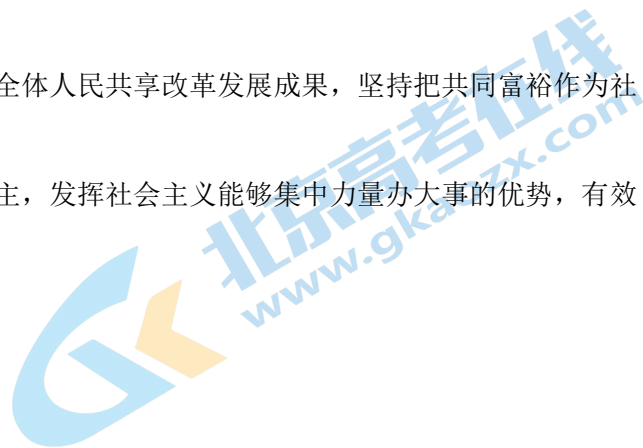 全体人民共享改革发展成果，坚持把共同富裕作为社
主，发挥社会主义能够集中力量办大事的优势，有效
北京高考在线
www.gkaozx.com